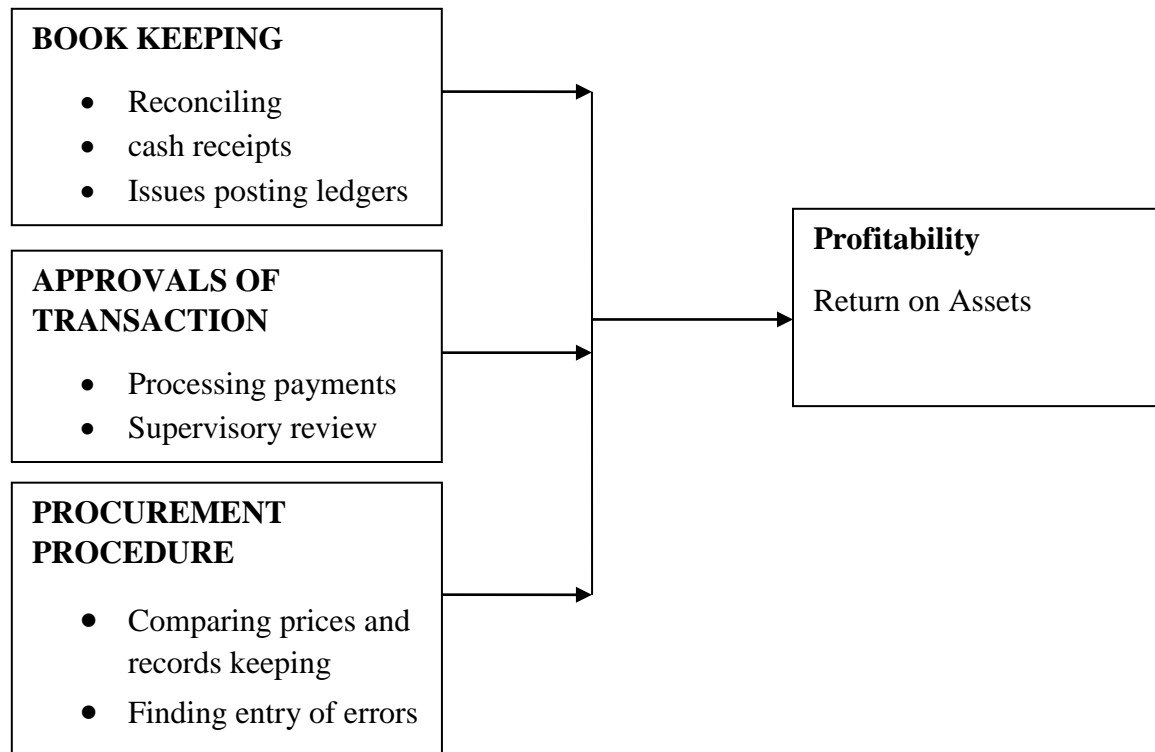 BOOK KEEPING
• Reconciling
• cash receipts
• Issues posting ledgers
APPROVALS OF
TRANSACTION
• Processing payments
• Supervisory review
PROCUREMENT
PROCEDURE
• Comparing prices and
records keeping
• Finding entry of errors
Profitability
Return on Assets